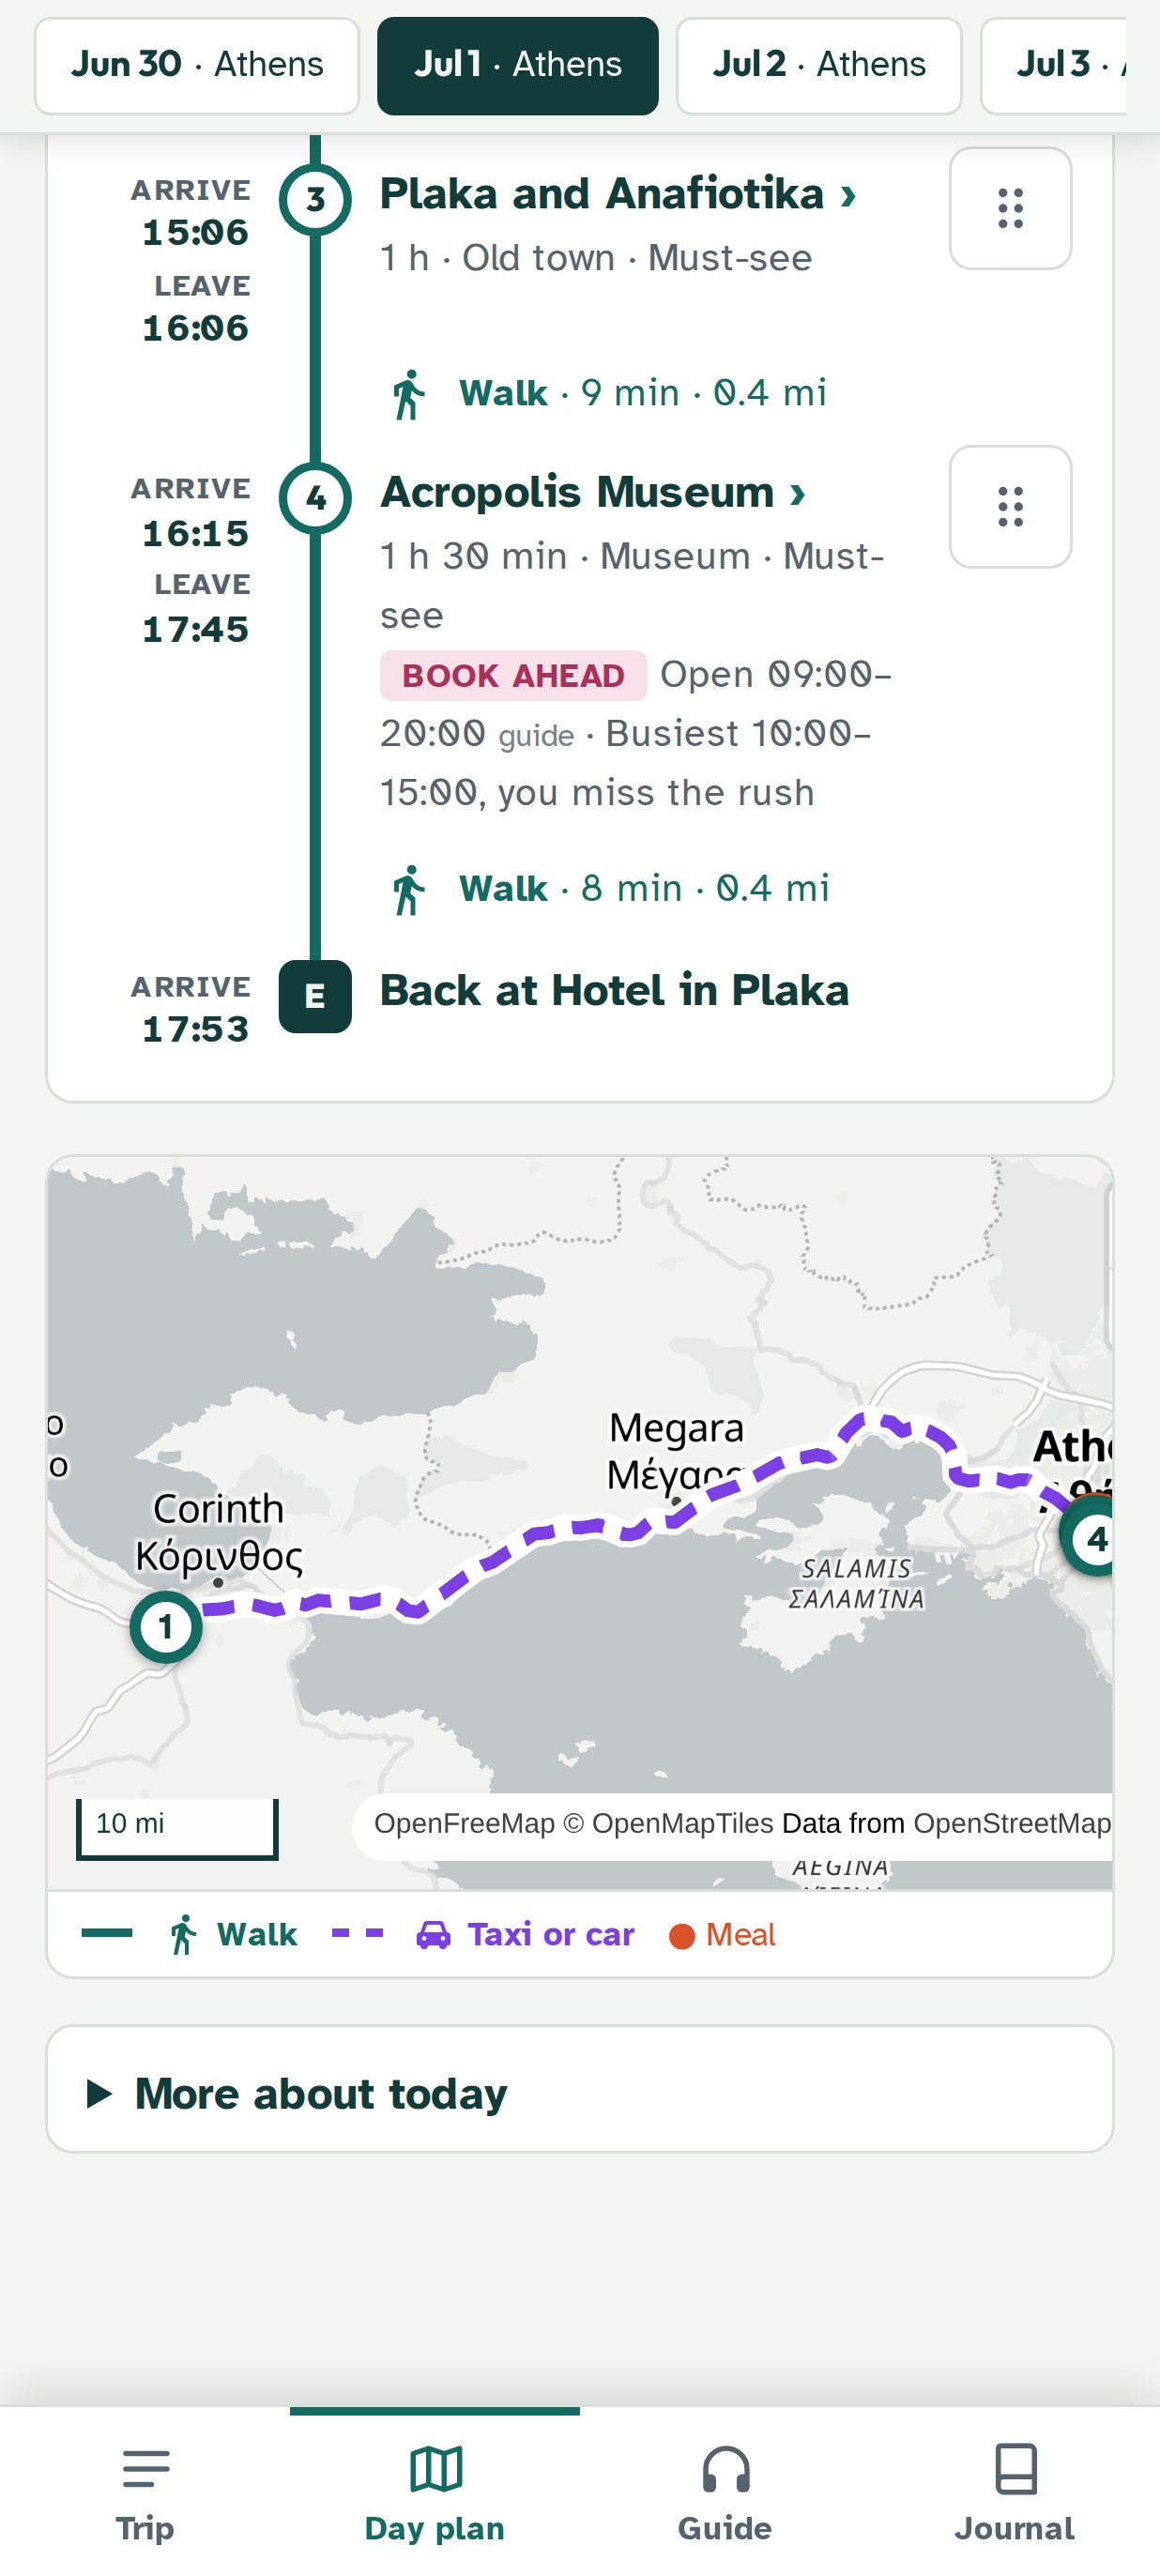 Jun 30 · Athens
Jul 1 · Athens
Jul 2 · Athens
Jul 3 ·
ARRIVE
15:06
LEAVE
16:06
3
Plaka and Anafiotika ›
1 h · Old town · Must-see
Walk · 9 min · 0.4 mi
ARRIVE
16:15
LEAVE
17:45
4
Acropolis Museum ›
1 h 30 min · Museum · Must-
see
BOOK AHEAD Open 09:00–
20:00 guide · Busiest 10:00–
15:00, you miss the rush
Walk · 8 min · 0.4 mi
ARRIVE
17:53
E
Back at Hotel in Plaka
Megara
Corinth
Κόρινθος
1
4
SALAMIS
ΣΑΛΑΜΊΝΑ
10 mi
OpenFreeMap © OpenMapTiles Data from OpenStreetMap
AEGINA
Walk
Taxi or car
Meal
More about today
Trip
Day plan
Guide
Journal